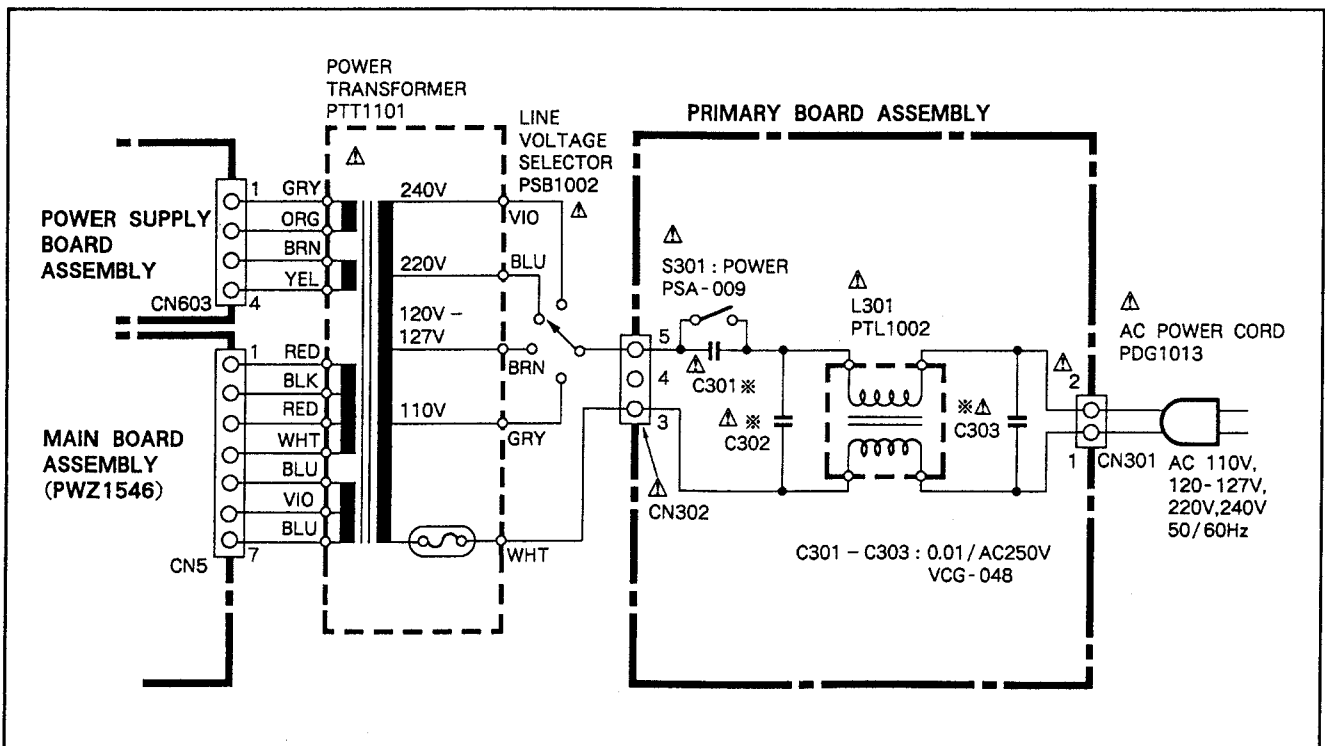 POWER
TRANSFORMER
PTT1101
LINE
VOLTAGE
SELECTOR
PSB1002
⚠
⚠
PRIMARY BOARD ASSEMBLY
POWER SUPPLY
BOARD
ASSEMBLY
CN603
1
4
GRY
ORG
BRN
YEL
240V
220V
120V–
127V
110V
VIO
BLU
BRN
GRY
WHT
MAIN BOARD
ASSEMBLY
(PWZ1546)
CN5
1
7
RED
BLK
RED
WHT
BLU
VIO
BLU
5
4
3
⚠
CN302
⚠
S301 : POWER
PSA-009
⚠ C301※
⚠ ※
C302
⚠
L301
PTL1002
※⚠
C303
⚠ 2
1
CN301
⚠
AC POWER CORD
PDG1013
AC 110V,
120-127V,
220V,240V
50/60Hz
C301 – C303 : 0.01/AC250V
VCG-048